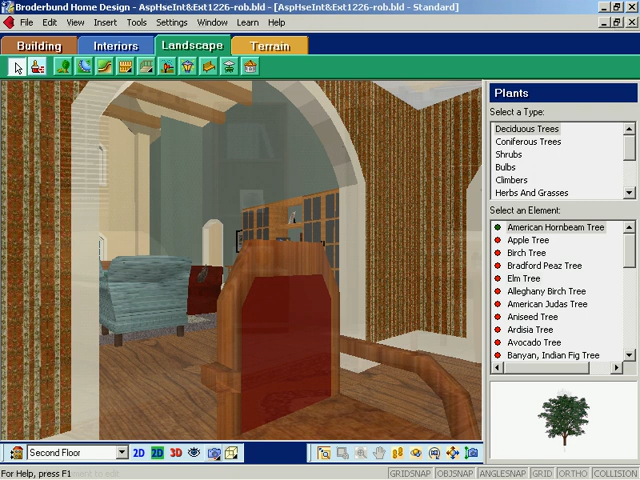 Broderbund Home Design - AspHseInt&Ext1226-rob.bld - [AspHseInt&Ext1226-rob.bld - Standard]
File Edit View Insert Format Settings Window Learn Help
Building Interiors Landscape Terrain
Plants
Select a Type:
Deciduous Trees
Coniferous Trees
Shrubs
Bulbs
Climbers
Herbs And Grasses
Select an Element:
American Hornbeam Tree
Apple Tree
Birch Tree
Bradford Peaz Tree
Elm Tree
Alleghany Birch Tree
American Judas Tree
Aniseed Tree
Ardisia Tree
Avocado Tree
Banyan, Indian Fig Tree
Second Floor 2D 2D 3D
For Help, press F1 ment to edit
GRIDSNAP OBJSNAP ANGLESNAP GRID ORTHO COLLISION